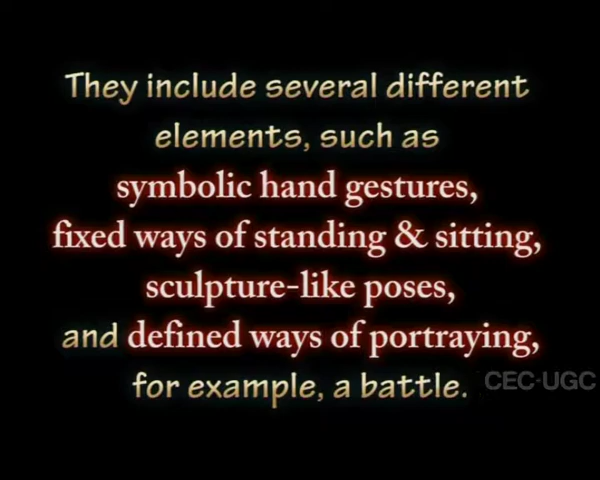 They include several different
elements, such as
symbolic hand gestures,
fixed ways of standing & sitting,
sculpture-like poses,
and defined ways of portraying,
for example, a battle.
CEC-UGC